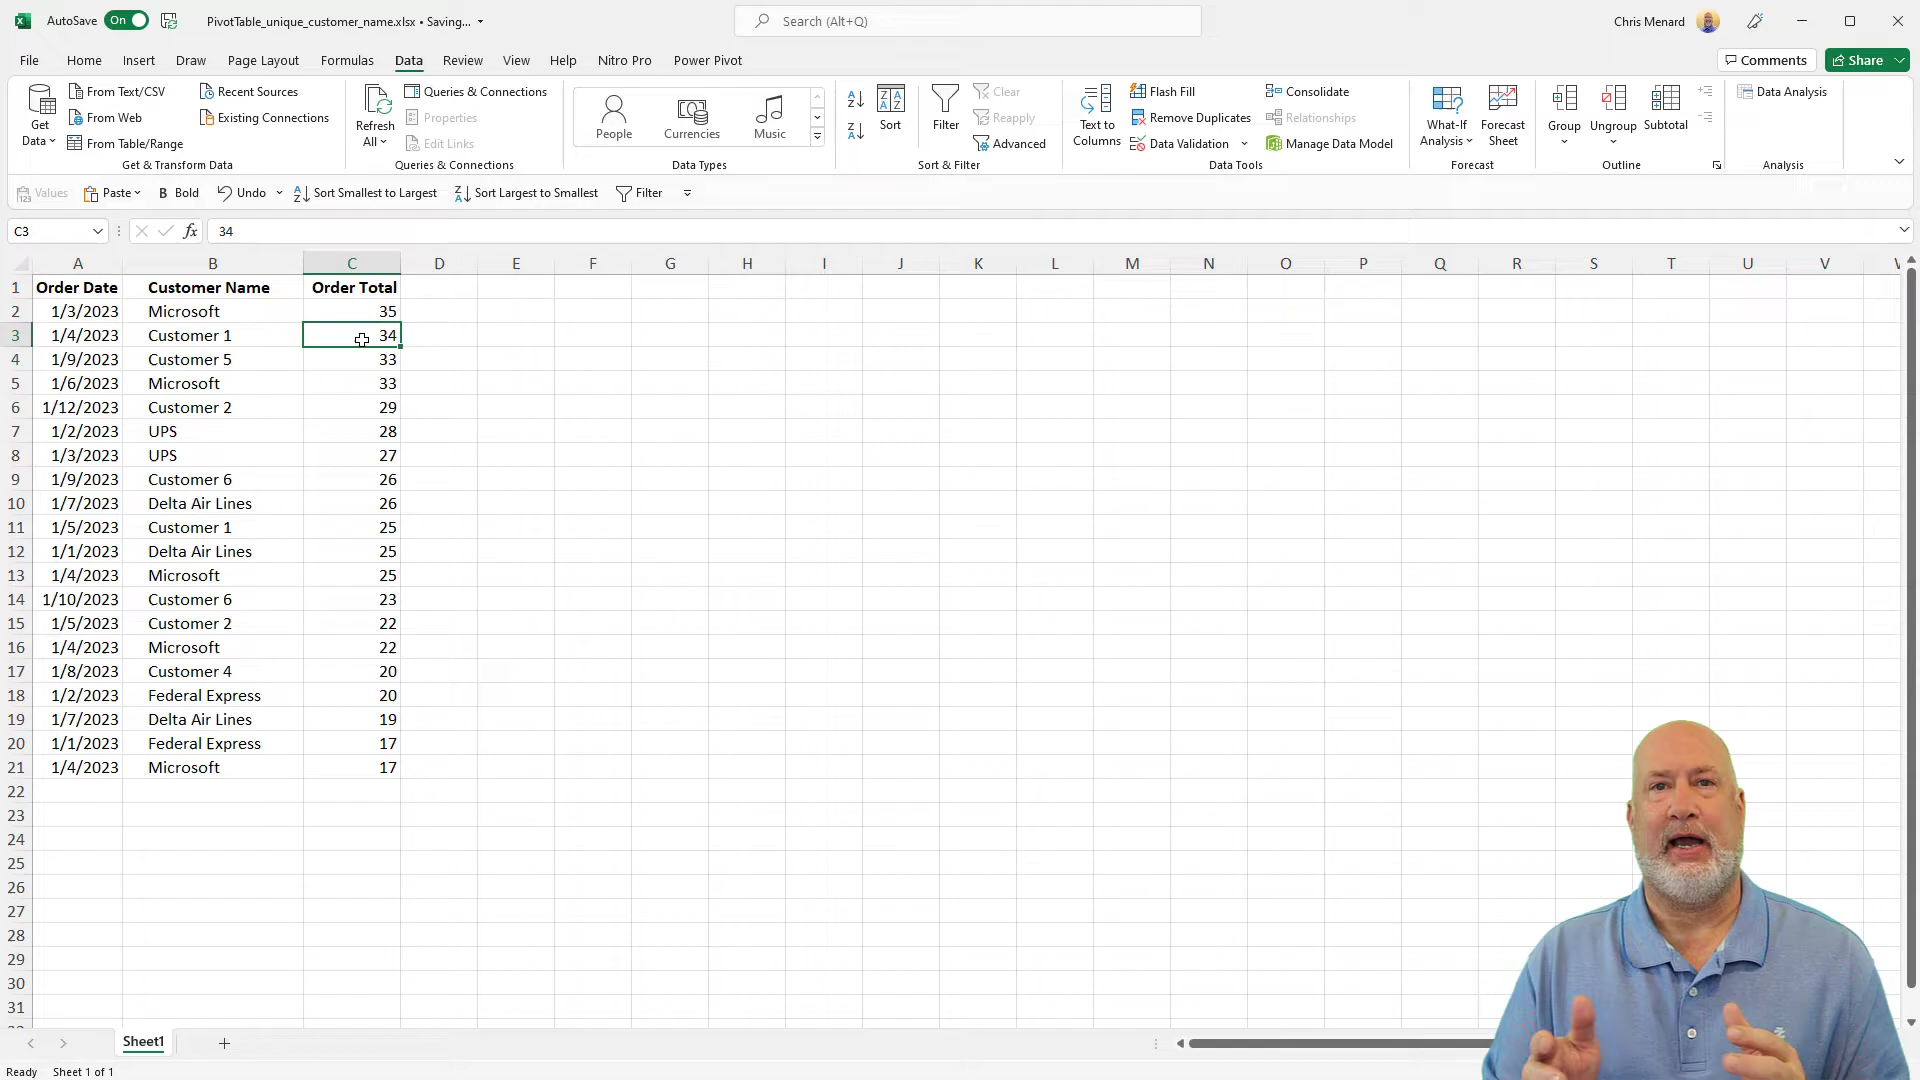 AutoSave On PivotTable_unique_customer_name.xlsx • Saving... Search (Alt+Q) Chris Menard
File Home Insert Draw Page Layout Formulas Data Review View Help Nitro Pro Power Pivot Comments Share
Get Data
From Text/CSV
From Web
From Table/Range
Recent Sources
Existing Connections
Get & Transform Data
Refresh All
Queries & Connections
Properties
Edit Links
Queries & Connections
People Currencies Music
Data Types
Sort
Filter
Clear
Reapply
Advanced
Sort & Filter
Text to Columns
Flash Fill
Remove Duplicates
Data Validation
Consolidate
Relationships
Manage Data Model
Data Tools
What-If Analysis
Forecast Sheet
Forecast
Group Ungroup Subtotal
Outline
Data Analysis
Analysis
Values Paste B Bold Undo Sort Smallest to Largest Sort Largest to Smallest Filter
C3 fx 34
A B C D E F G H I J K L M N O P Q R S T U V
1 Order Date Customer Name Order Total
2 1/3/2023 Microsoft 35
3 1/4/2023 Customer 1 34
4 1/9/2023 Customer 5 33
5 1/6/2023 Microsoft 33
6 1/12/2023 Customer 2 29
7 1/2/2023 UPS 28
8 1/3/2023 UPS 27
9 1/9/2023 Customer 6 26
10 1/7/2023 Delta Air Lines 26
11 1/5/2023 Customer 1 25
12 1/1/2023 Delta Air Lines 25
13 1/4/2023 Microsoft 25
14 1/10/2023 Customer 6 23
15 1/5/2023 Customer 2 22
16 1/4/2023 Microsoft 22
17 1/8/2023 Customer 4 20
18 1/2/2023 Federal Express 20
19 1/7/2023 Delta Air Lines 19
20 1/1/2023 Federal Express 17
21 1/4/2023 Microsoft 17
22
23
24
25
26
27
28
29
30
31
Sheet1
Ready Sheet 1 of 1